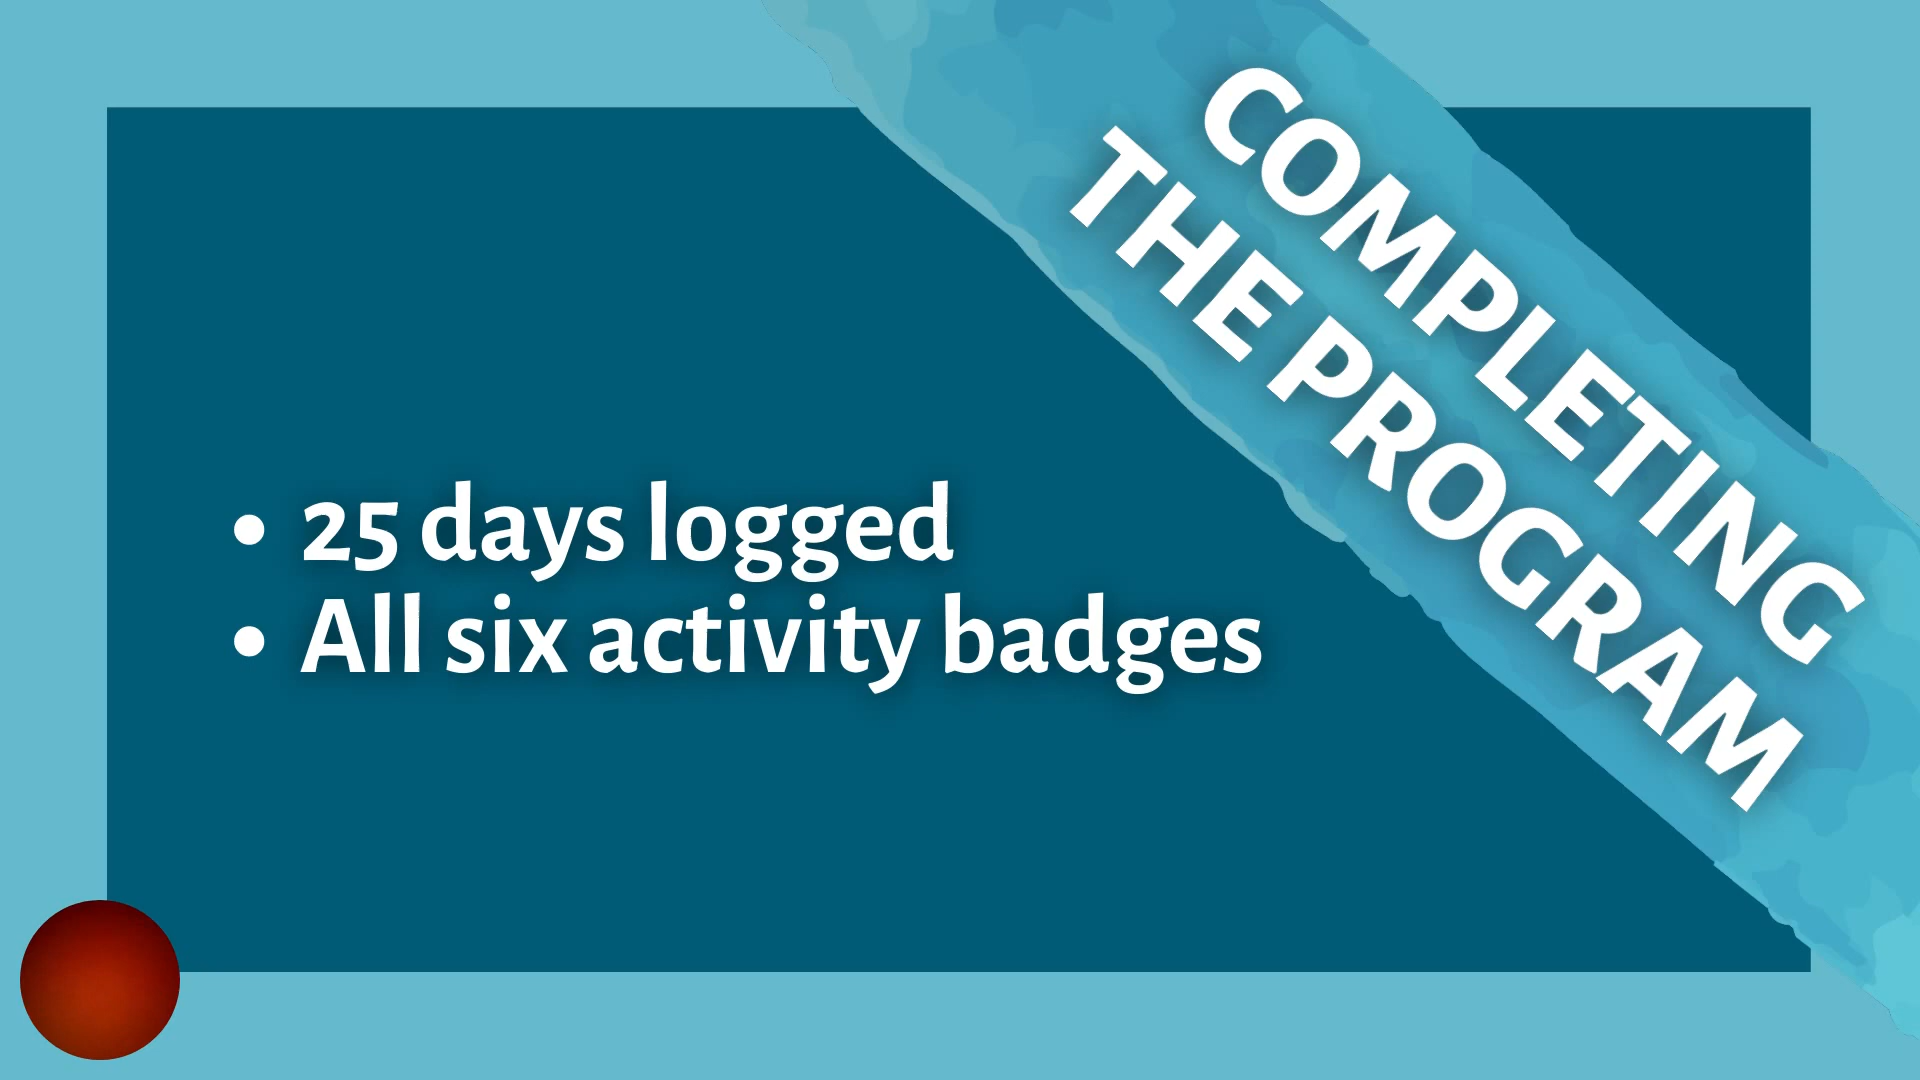 COMPLETING
THE PROGRAM
• 25 days logged
• All six activity badges